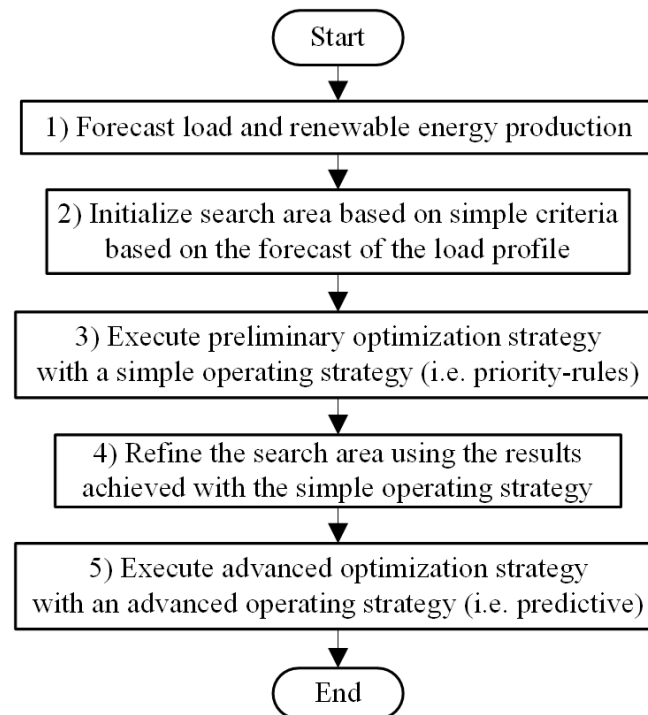 Start
1) Forecast load and renewable energy production
2) Initialize search area based on simple criteria
based on the forecast of the load profile
3) Execute preliminary optimization strategy
with a simple operating strategy (i.e. priority-rules)
4) Refine the search area using the results
achieved with the simple operating strategy
5) Execute advanced optimization strategy
with an advanced operating strategy (i.e. predictive)
End